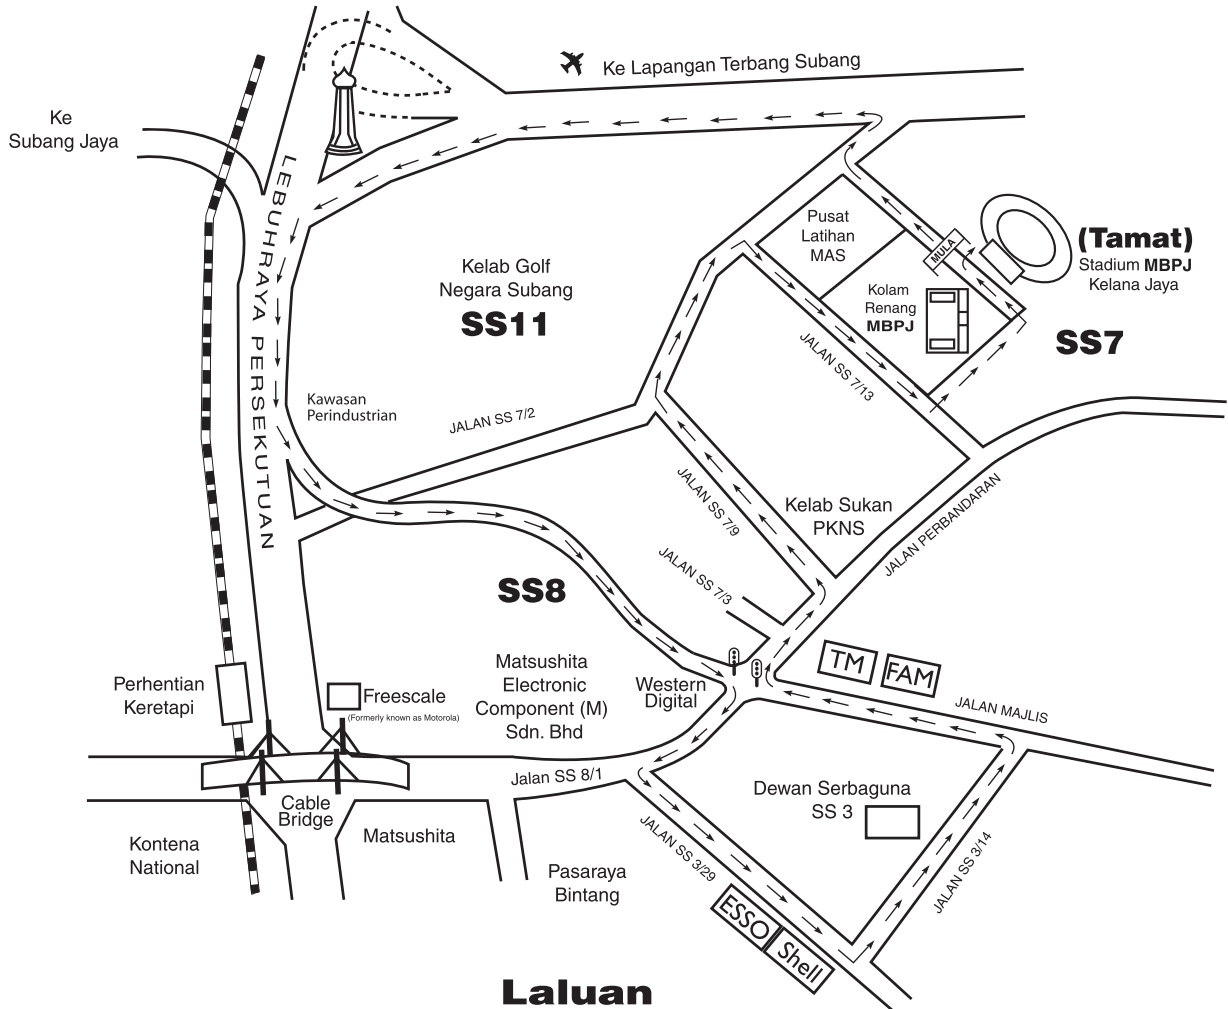 Ke Lapangan Terbang Subang
Ke
Subang Jaya
LEBUHRAYA PERSEKUTUAN
Pusat
Latihan
MAS
MULA
(Tamat)
Stadium MBPJ
Kelana Jaya
Kelab Golf
Negara Subang
SS11
Kolam
Renang
MBPJ
SS7
JALAN SS 7/13
Kawasan
Perindustrian
JALAN SS 7/2
JALAN SS 7/9
Kelab Sukan
PKNS
JALAN PERBANDARAN
JALAN SS 7/3
SS8
TM
FAM
Perhentian
Keretapi
Freescale
(Formerly known as Motorola)
Matsushita
Electronic
Component (M)
Sdn. Bhd
Western
Digital
JALAN MAJLIS
Jalan SS 8/1
Dewan Serbaguna
SS 3
Cable
Bridge
Matsushita
Kontena
National
JALAN SS 3/29
JALAN SS 3/14
Pasaraya
Bintang
ESSO
Shell
Laluan